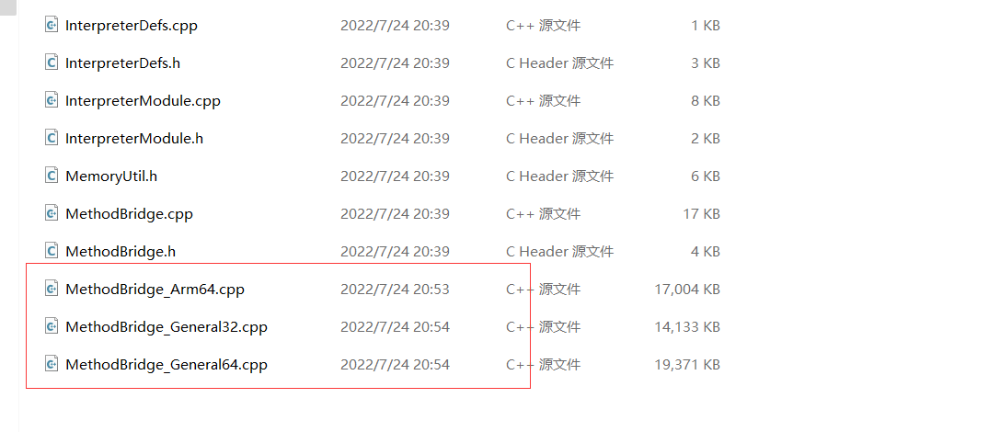 InterpreterDefs.cpp 2022/7/24 20:39 C++ 源文件 1 KB
InterpreterDefs.h 2022/7/24 20:39 C Header 源文件 3 KB
InterpreterModule.cpp 2022/7/24 20:39 C++ 源文件 8 KB
InterpreterModule.h 2022/7/24 20:39 C Header 源文件 2 KB
MemoryUtil.h 2022/7/24 20:39 C Header 源文件 6 KB
MethodBridge.cpp 2022/7/24 20:39 C++ 源文件 17 KB
MethodBridge.h 2022/7/24 20:39 C Header 源文件 4 KB
MethodBridge_Arm64.cpp 2022/7/24 20:53 C++ 源文件 17,004 KB
MethodBridge_General32.cpp 2022/7/24 20:54 C++ 源文件 14,133 KB
MethodBridge_General64.cpp 2022/7/24 20:54 C++ 源文件 19,371 KB